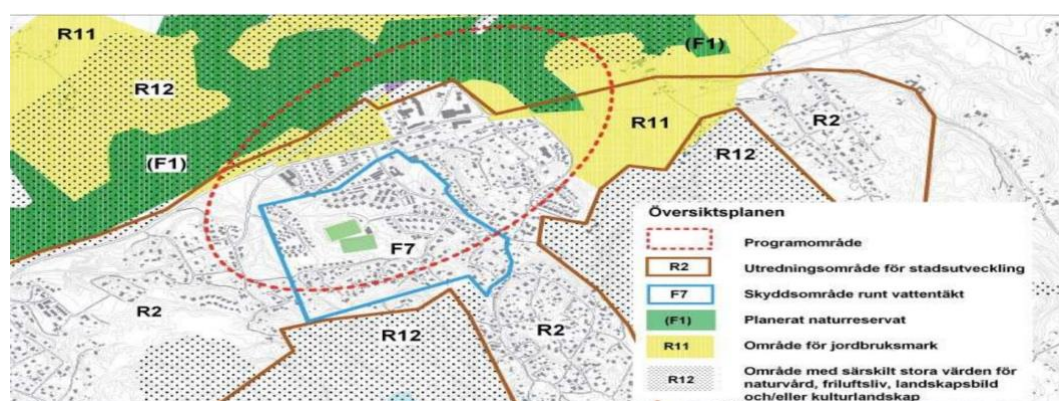 R11
(F1)
R12
R2
R11
(F1)
R12
F7
R2
R12
R2
Översiktsplanen
Programområde
R2 Utredningsområde för stadsutveckling
F7 Skyddsområde runt vattentäkt
(F1) Planerat naturreservat
R11 Område för jordbruksmark
R12 Område med särskilt stora värden för
naturvård, friluftsliv, landskapsbild
och/eller kulturlandskap